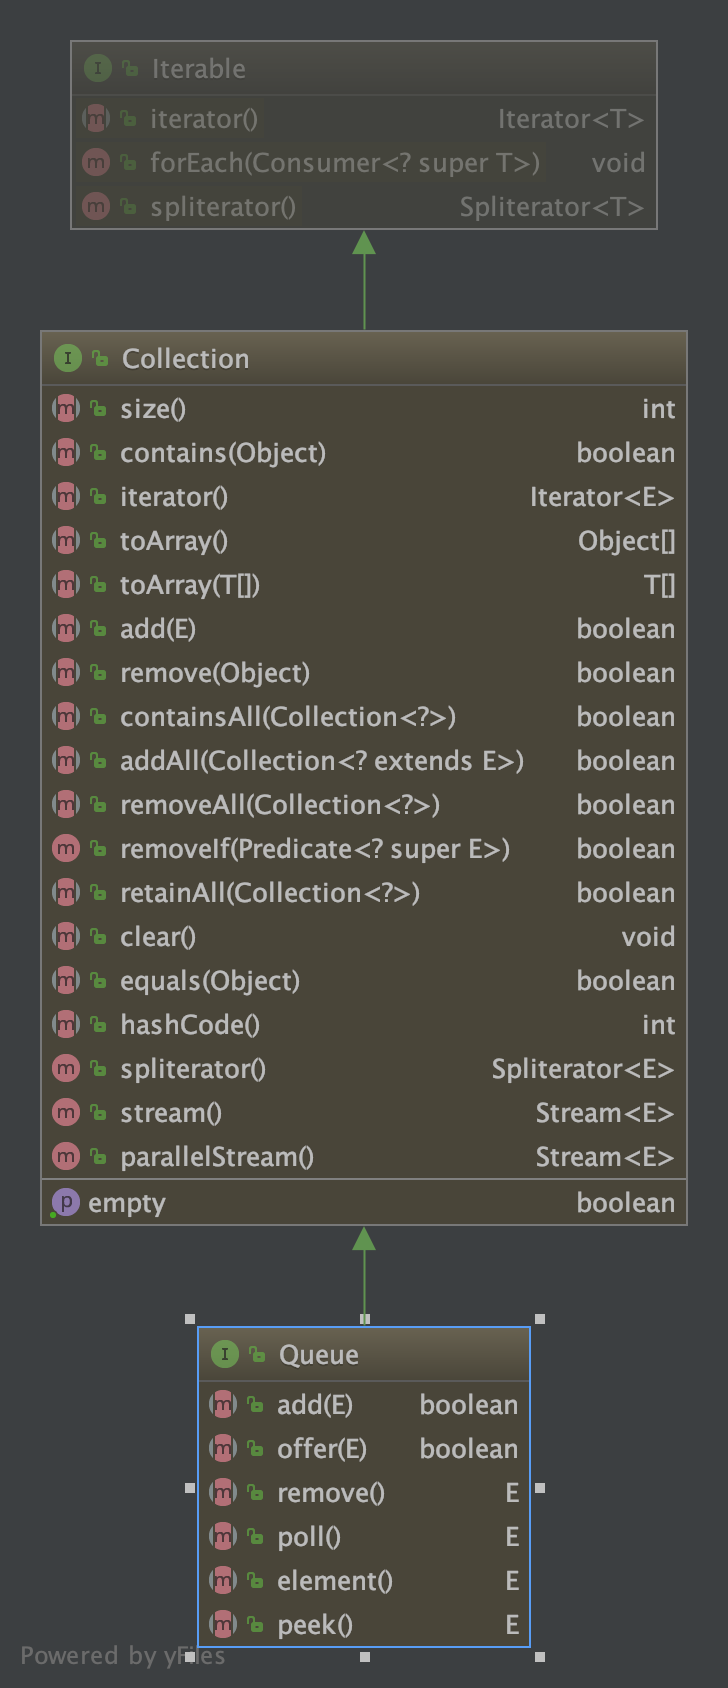 I Iterable
m iterator() Iterator<T>
m forEach(Consumer<? super T>) void
m spliterator() Spliterator<T>
I Collection
m size() int
m contains(Object) boolean
m iterator() Iterator<E>
m toArray() Object[]
m toArray(T[]) T[]
m add(E) boolean
m remove(Object) boolean
m containsAll(Collection<?>) boolean
m addAll(Collection<? extends E>) boolean
m removeAll(Collection<?>) boolean
m removeIf(Predicate<? super E>) boolean
m retainAll(Collection<?>) boolean
m clear() void
m equals(Object) boolean
m hashCode() int
m spliterator() Spliterator<E>
m stream() Stream<E>
m parallelStream() Stream<E>
p empty boolean
I Queue
m add(E) boolean
m offer(E) boolean
m remove() E
m poll() E
m element() E
m peek() E
Powered by yFiles